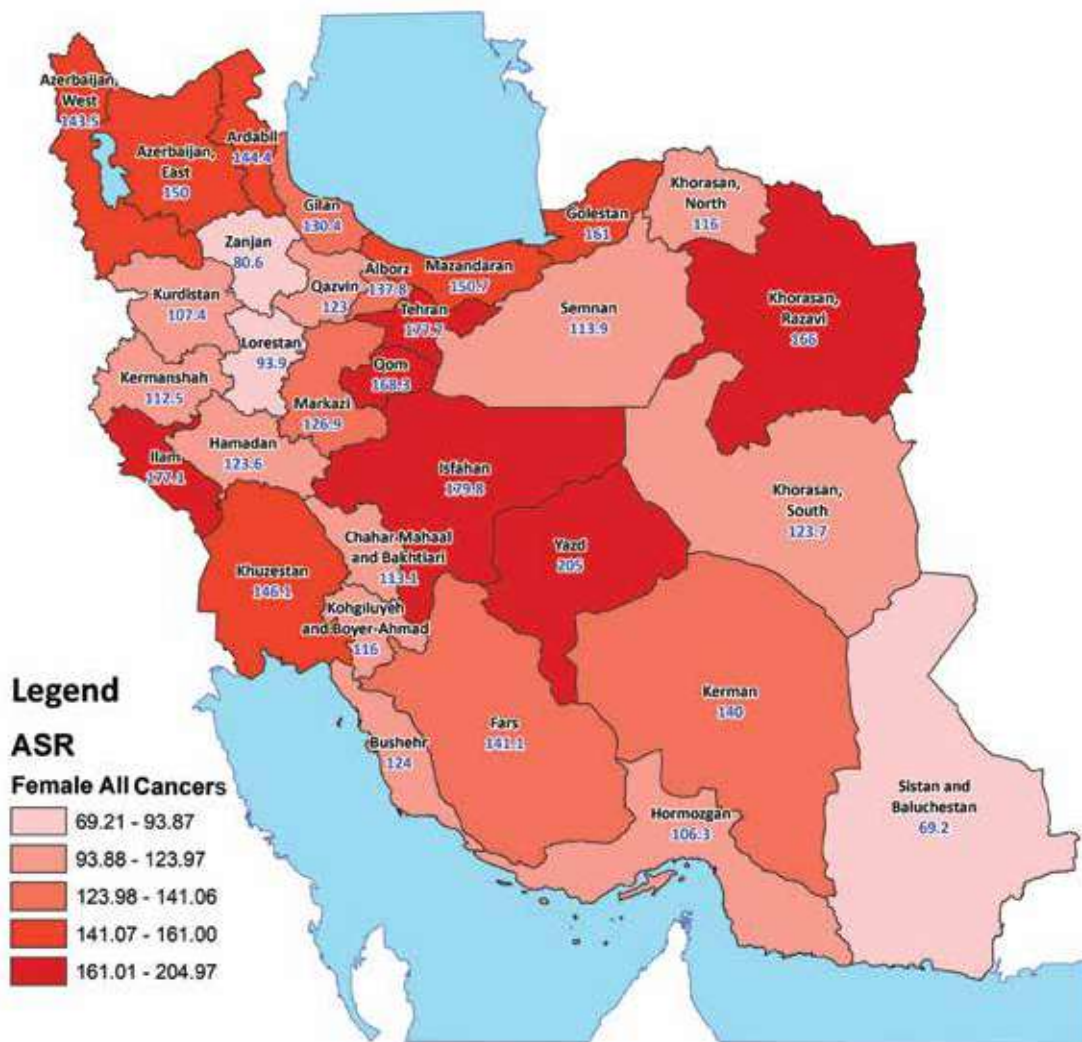 Azerbaijan,
West
143.5
Azerbaijan,
East
150
Ardabil
144.4
Gilan
130.4
Zanjan
80.6
Qazvin
123
Alborz
137.8
Mazandaran
150.7
Golestan
161
Khorasan,
North
116
Kurdistan
107.4
Tehran
177.7
Semnan
113.9
Khorasan,
Razavi
166
Lorestan
93.9
Kermanshah
112.5
Qom
168.3
Markazi
126.9
Ilam
177.1
Hamadan
123.6
Isfahan
179.8
Khorasan,
South
123.7
Chahar Mahaal
and Bakhtiari
113.1
Yazd
205
Khuzestan
146.1
Kohgiluyeh
and Boyer-Ahmad
116
Kerman
140
Fars
141.1
Bushehr
124
Hormozgan
106.3
Sistan and
Baluchestan
69.2
Legend
ASR
Female All Cancers
69.21 - 93.87
93.88 - 123.97
123.98 - 141.06
141.07 - 161.00
161.01 - 204.97